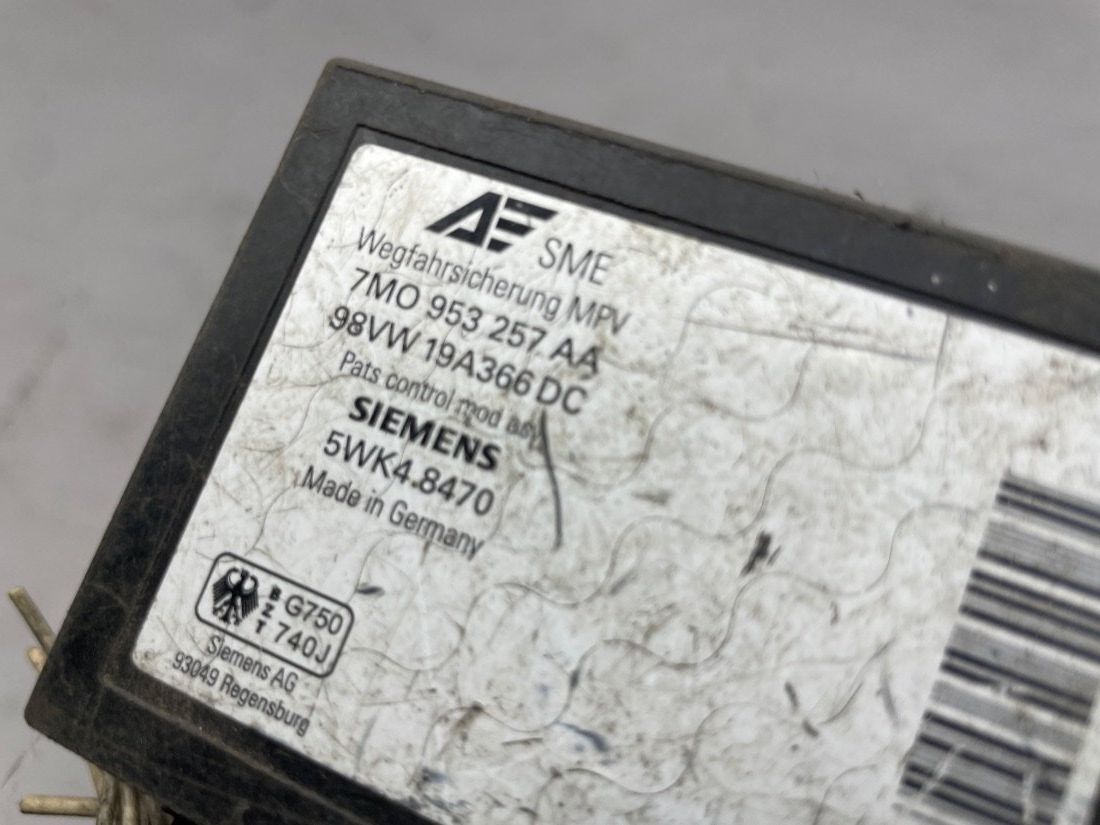 AE SME
Wegfahrsicherung MPV
7M0 953 257 AA
98VW 19A366 DC
Pats control mod asy
SIEMENS
5WK4 8470
Made in Germany
BZT G750 740J
Siemens AG
93049 Regensburg